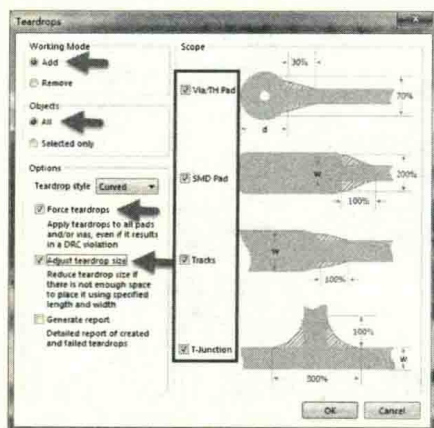 Teardrops
Working Mode
Add
Remove
Objects
All
Selected only
Options
Teardrop style Curved
Force teardrops
Apply teardrops to all pads
and/or vias, even if it results
in a DRC violation
Adjust teardrop size
Reduce teardrop size if
there is not enough space
to place it using specified
length and width
Generate report
Detailed report of created
and failed teardrops
Scope
Via/TH Pad
30%
70%
d
SMD Pad
w
200%
100%
Tracks
w
100%
T-Junction
100%
w
300%
OK Cancel